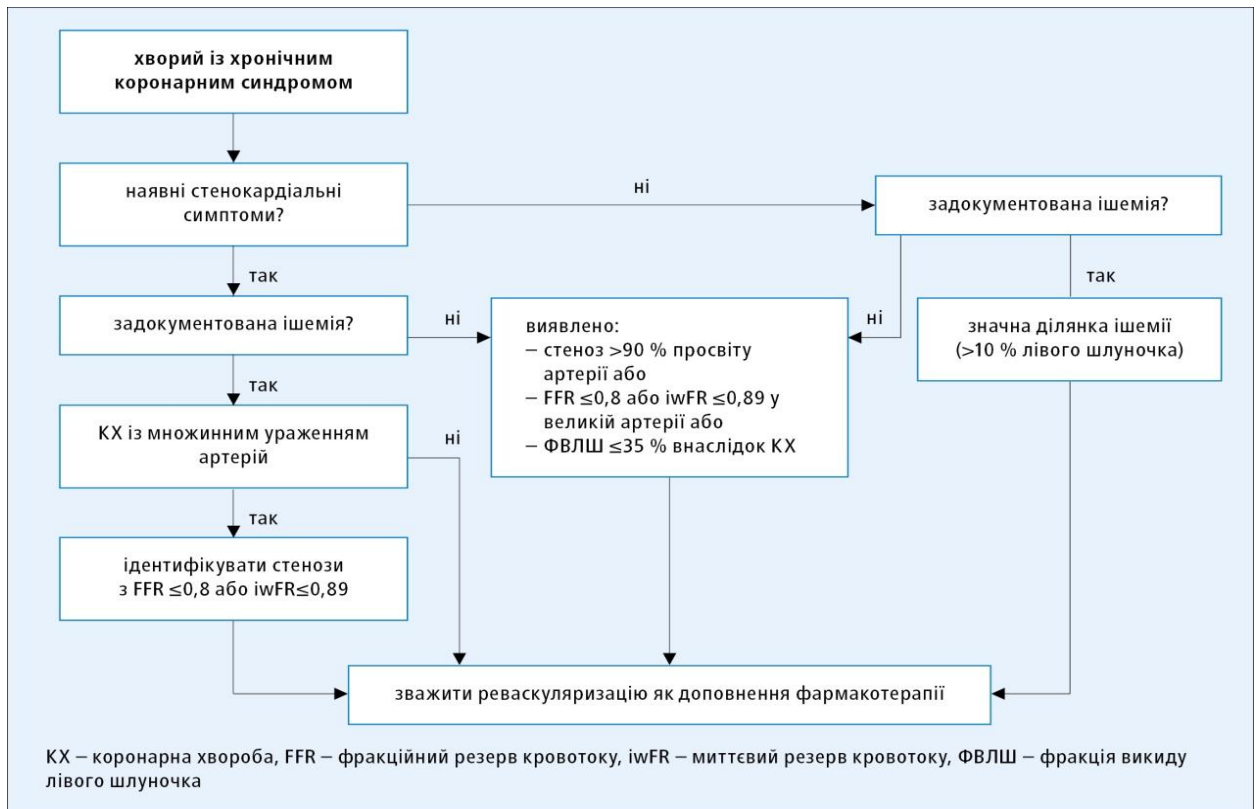 хворий із хронічним
коронарним синдромом
наявні стенокардіальні
симптоми?
ні
задокументована ішемія?
так
задокументована ішемія?
ні
виявлено:
– стеноз >90 % просвіту
артерії або
– FFR ≤0,8 або iwFR ≤0,89 у
великій артерії або
– ФВЛШ ≤35 % внаслідок КХ
ні
так
значна ділянка ішемії
(>10 % лівого шлуночка)
так
КХ із множинним ураженням
артерій
ні
так
ідентифікувати стенози
з FFR ≤0,8 або iwFR≤0,89
зважити реваскуляризацію як доповнення фармакотерапії
КХ – коронарна хвороба, FFR – фракційний резерв кровотоку, iwFR – миттєвий резерв кровотоку, ФВЛШ – фракція викиду
лівого шлуночка